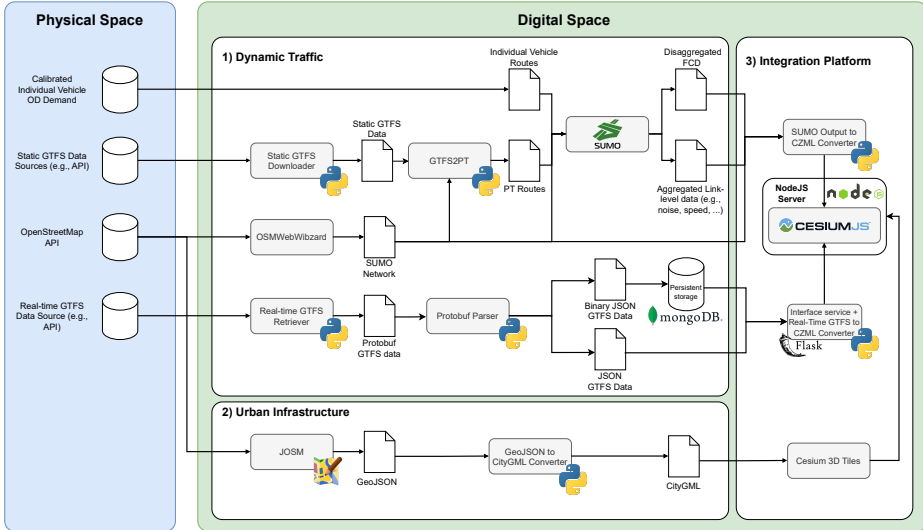 Physical Space
Digital Space
Calibrated
Individual Vehicle
OD Demand
Static GTFS Data
Sources (e.g., API)
OpenStreetMap
API
Real-time GTFS
Data Source (e.g.,
API)
1) Dynamic Traffic
Individual Vehicle
Routes
Disaggregated
FCD
Static GTFS
Data
Static GTFS
Downloader
GTFS2PT
PT Routes
SUMO
Aggregated Link-
level data (e.g.,
noise, speed, ...)
OSMWebWibzard
SUMO
Network
Real-time GTFS
Retriever
Protobuf
GTFS data
Protobuf Parser
Binary JSON
GTFS Data
Persistent
storage
mongoDB.
JSON
GTFS Data
2) Urban Infrastructure
JOSM
GeoJSON
GeoJSON to
CityGML Converter
CityGML
3) Integration Platform
SUMO Output to
CZML Converter
NodeJS
Server
node
JS
CESIUMJS
Interface service +
Real-Time GTFS to
CZML Converter
Flask
Cesium 3D Tiles